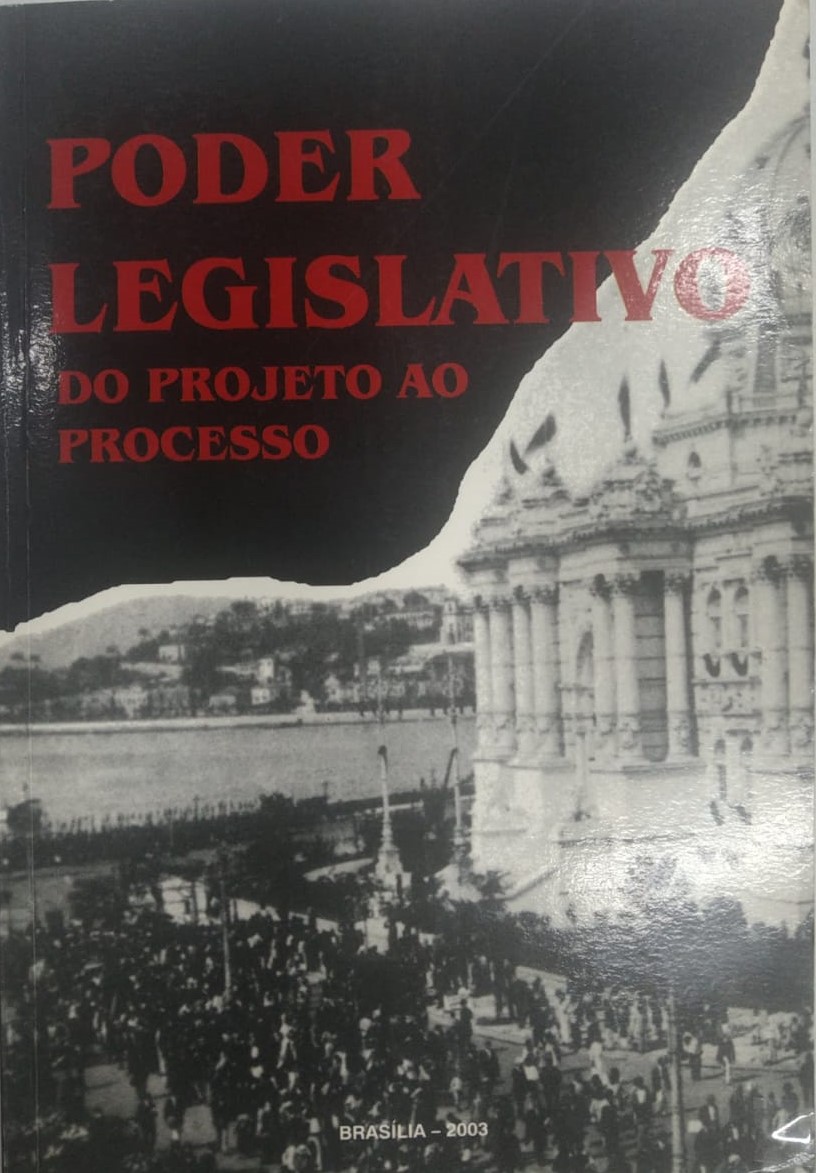 PODER
LEGISLATIVO
DO PROJETO AO
PROCESSO
BRASÍLIA – 2003